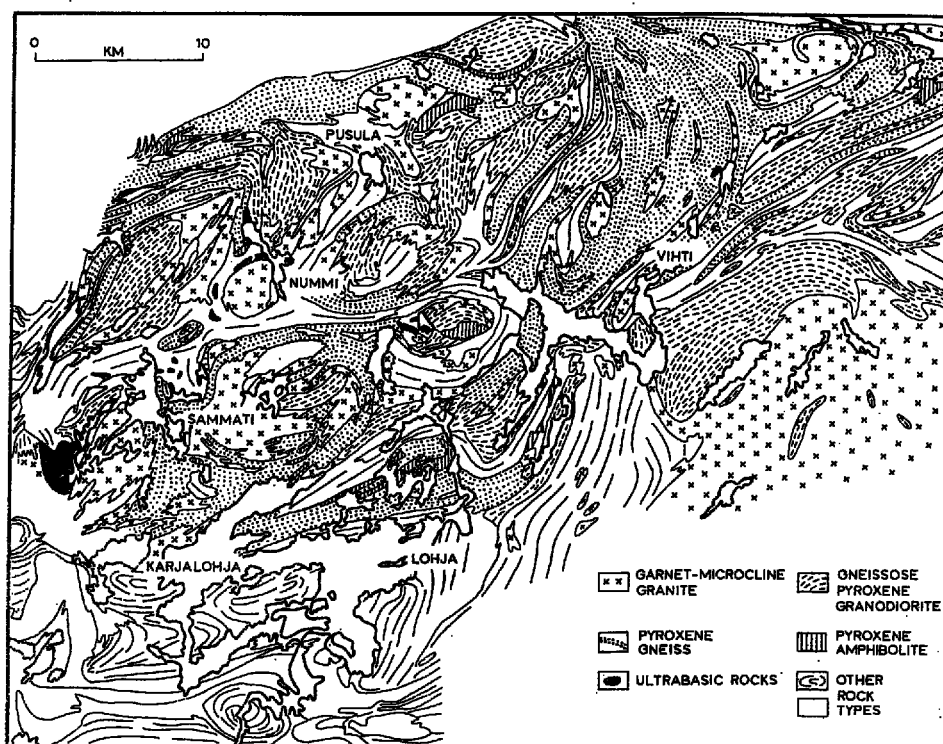 0 10
KM
PUSULA
VIHTI
NUMMI
SAMMATI
KARJALOHJA
LOHJA
GARNET-MICROCLINE
GRANITE
GNEISSOSE
PYROXENE
GRANODIORITE
PYROXENE
GNEISS
PYROXENE
AMPHIBOLITE
ULTRABASIC ROCKS
OTHER
ROCK
TYPES